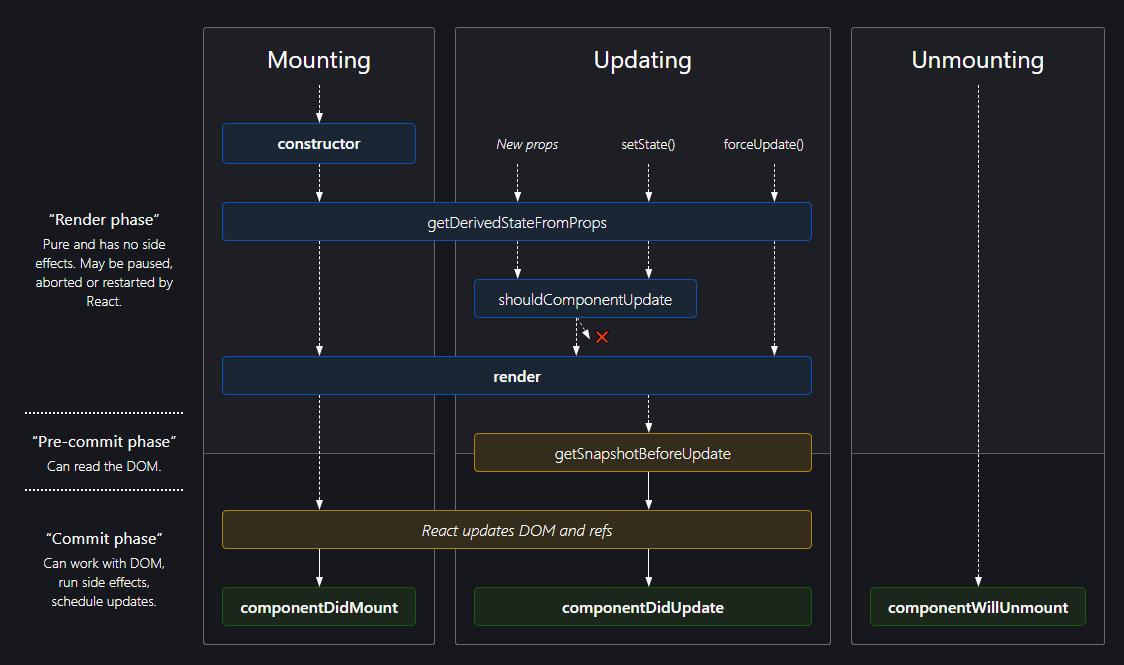 Mounting
Updating
Unmounting
constructor
New props
setState()
forceUpdate()
“Render phase”
Pure and has no side
effects. May be paused,
aborted or restarted by
React.
getDerivedStateFromProps
shouldComponentUpdate
render
“Pre-commit phase”
Can read the DOM.
getSnapshotBeforeUpdate
“Commit phase”
Can work with DOM,
run side effects,
schedule updates.
React updates DOM and refs
componentDidMount
componentDidUpdate
componentWillUnmount